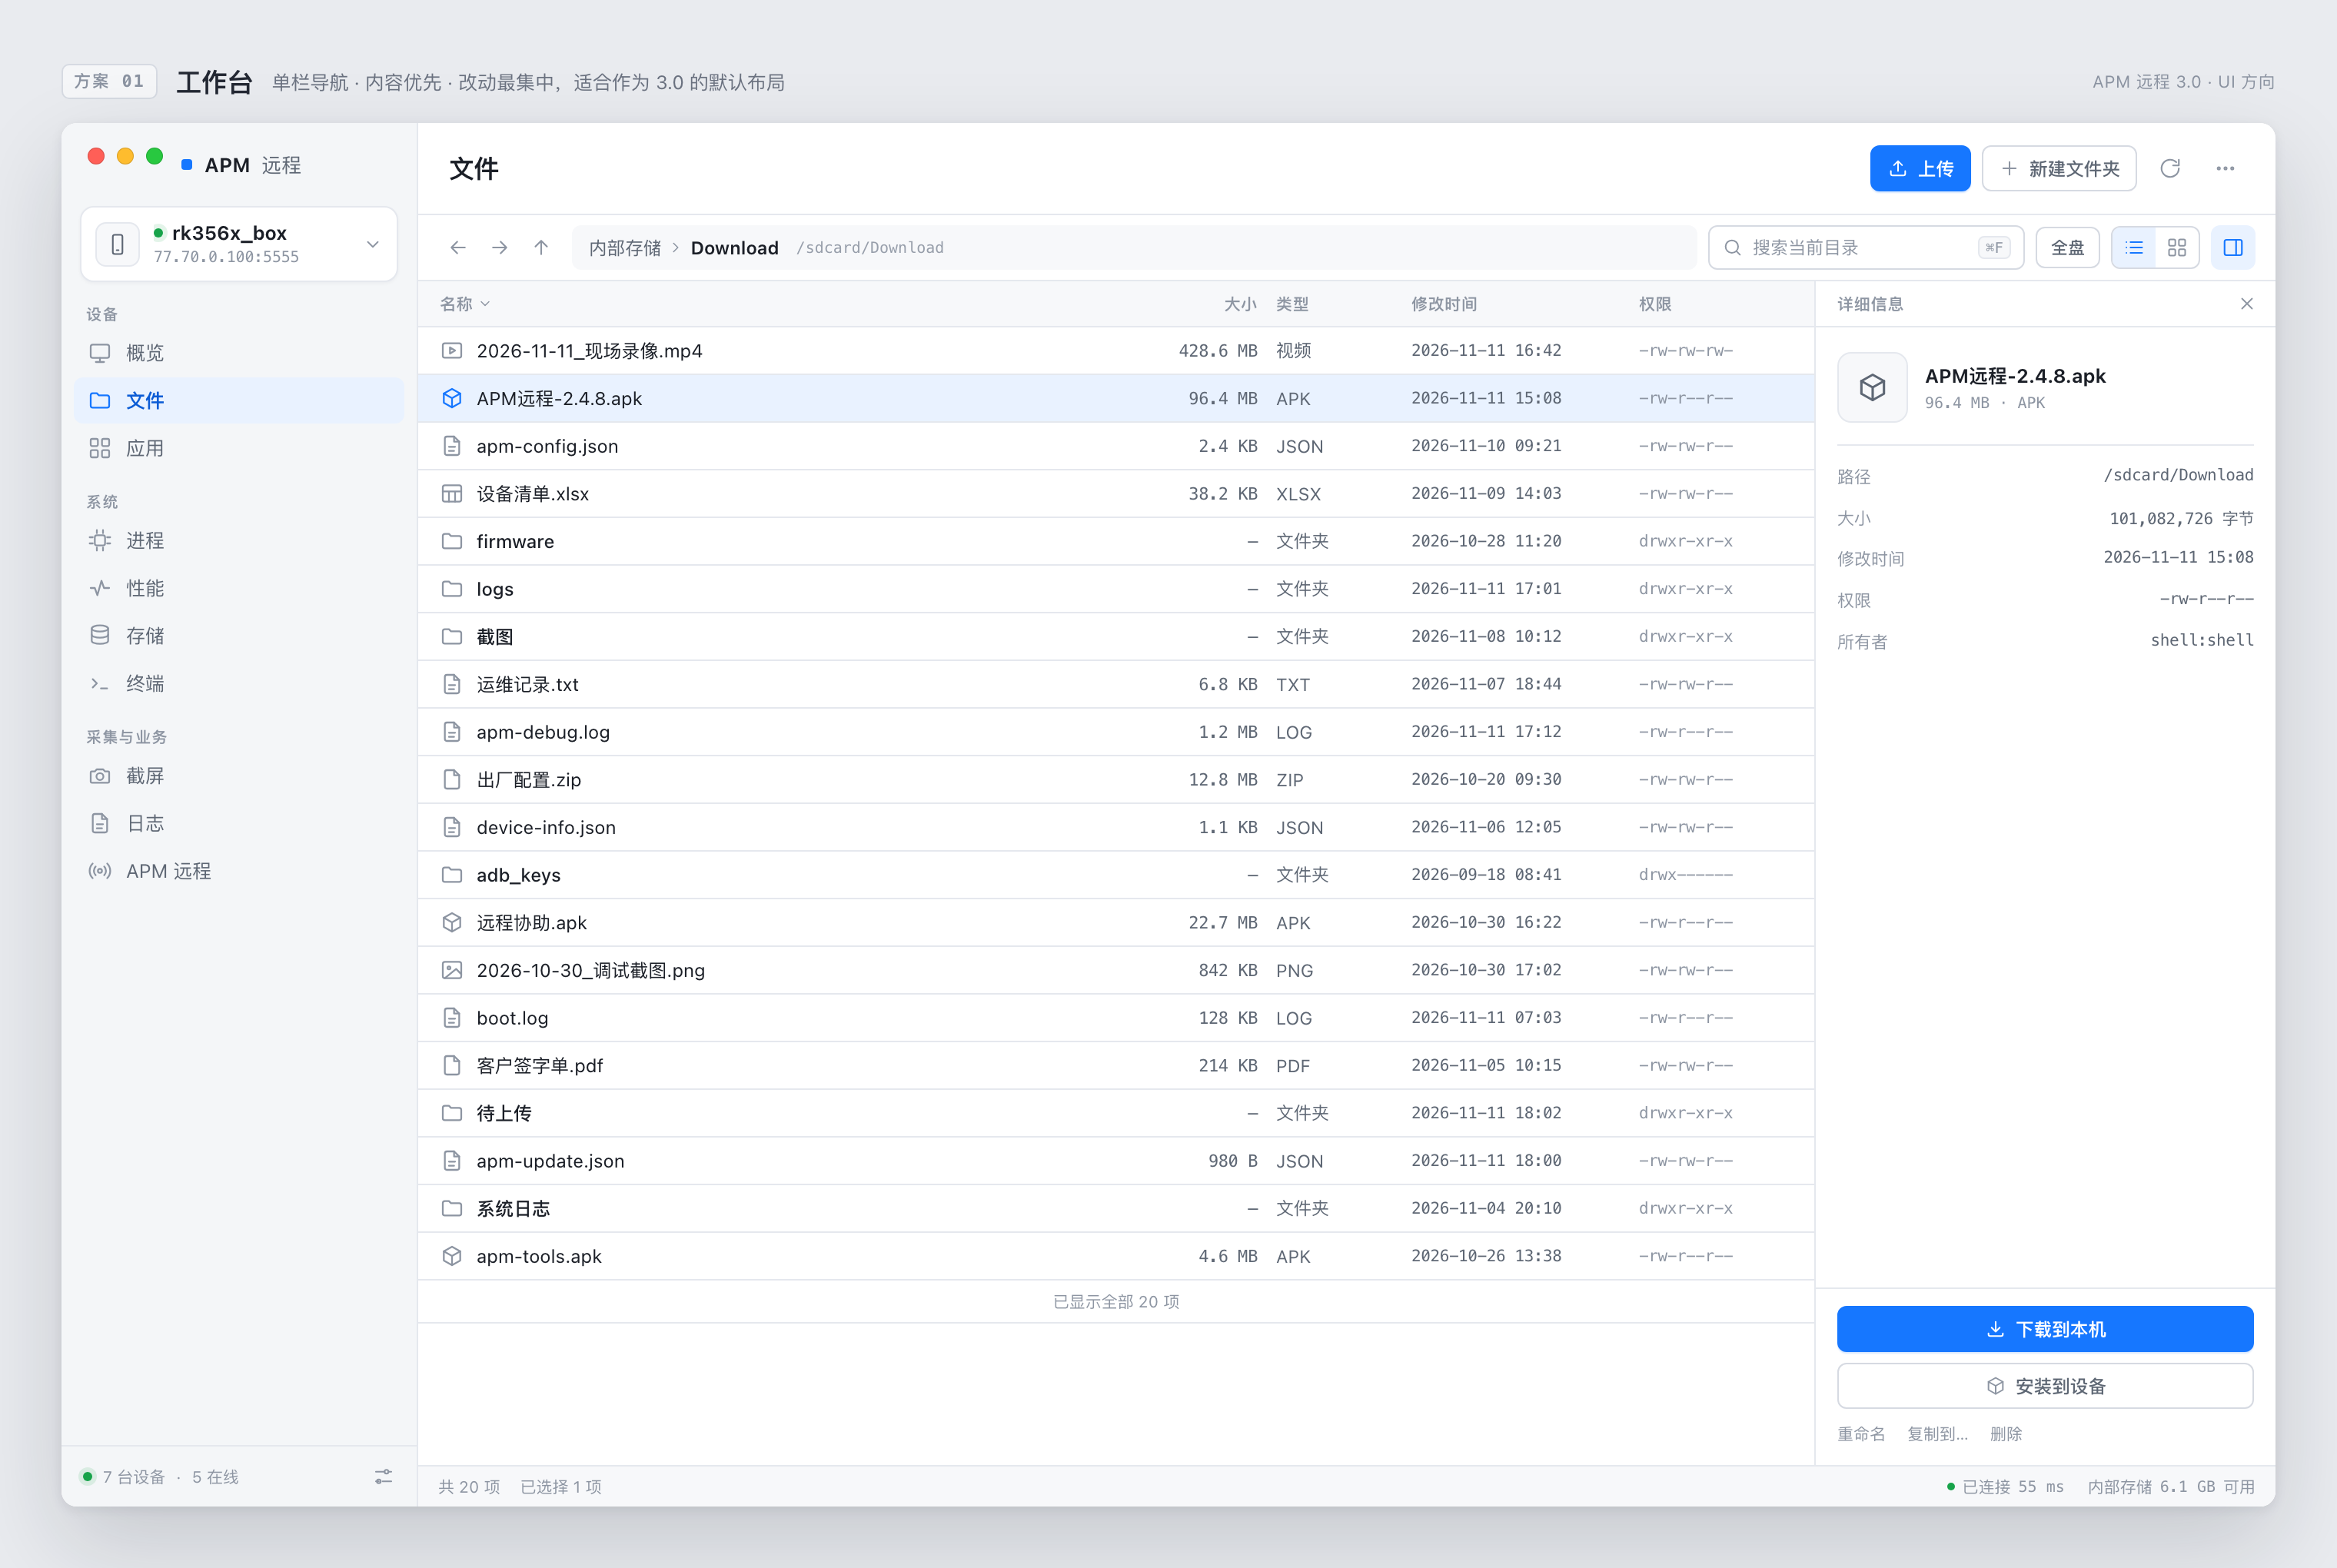 方案 01 工作台 单栏导航 · 内容优先 · 改动最集中，适合作为 3.0 的默认布局 APM 远程 3.0 · UI 方向
APM 远程
rk356x_box
77.70.0.100:5555
设备
概览
文件
应用
系统
进程
性能
存储
终端
采集与业务
截屏
日志
APM 远程
7 台设备 · 5 在线
文件 上传 新建文件夹
内部存储 Download /sdcard/Download 搜索当前目录 ⌘F 全盘
名称 大小 类型 修改时间 权限
2026-11-11_现场录像.mp4 428.6 MB 视频 2026-11-11 16:42 -rw-rw-rw-
APM远程-2.4.8.apk 96.4 MB APK 2026-11-11 15:08 -rw-r--r--
apm-config.json 2.4 KB JSON 2026-11-10 09:21 -rw-rw-r--
设备清单.xlsx 38.2 KB XLSX 2026-11-09 14:03 -rw-rw-r--
firmware — 文件夹 2026-10-28 11:20 drwxr-xr-x
logs — 文件夹 2026-11-11 17:01 drwxr-xr-x
截图 — 文件夹 2026-11-08 10:12 drwxr-xr-x
运维记录.txt 6.8 KB TXT 2026-11-07 18:44 -rw-rw-r--
apm-debug.log 1.2 MB LOG 2026-11-11 17:12 -rw-r--r--
出厂配置.zip 12.8 MB ZIP 2026-10-20 09:30 -rw-rw-r--
device-info.json 1.1 KB JSON 2026-11-06 12:05 -rw-rw-r--
adb_keys — 文件夹 2026-09-18 08:41 drwx------
远程协助.apk 22.7 MB APK 2026-10-30 16:22 -rw-r--r--
2026-10-30_调试截图.png 842 KB PNG 2026-10-30 17:02 -rw-rw-r--
boot.log 128 KB LOG 2026-11-11 07:03 -rw-r--r--
客户签字单.pdf 214 KB PDF 2026-11-05 10:15 -rw-rw-r--
待上传 — 文件夹 2026-11-11 18:02 drwxr-xr-x
apm-update.json 980 B JSON 2026-11-11 18:00 -rw-rw-r--
系统日志 — 文件夹 2026-11-04 20:10 drwxr-xr-x
apm-tools.apk 4.6 MB APK 2026-10-26 13:38 -rw-r--r--
已显示全部 20 项
详细信息
APM远程-2.4.8.apk
96.4 MB · APK
路径 /sdcard/Download
大小 101,082,726 字节
修改时间 2026-11-11 15:08
权限 -rw-r--r--
所有者 shell:shell
下载到本机
安装到设备
重命名 复制到... 删除
共 20 项 已选择 1 项 已连接 55 ms 内部存储 6.1 GB 可用